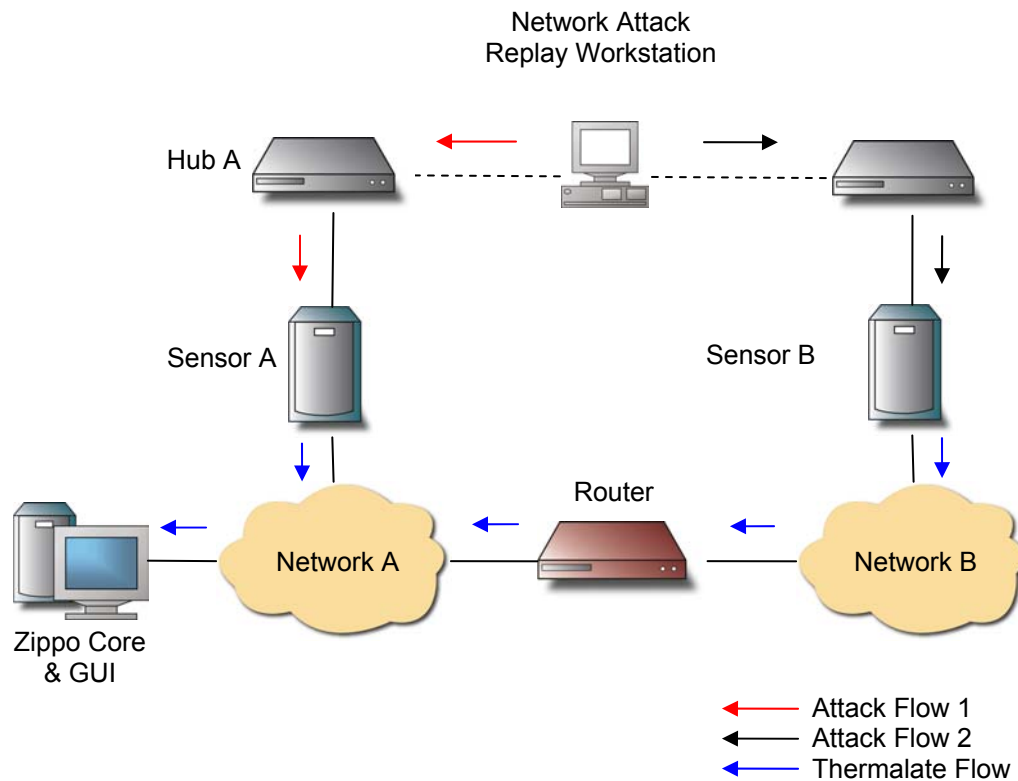 Network Attack
Replay Workstation
Hub A
Sensor A
Sensor B
Router
Network A
Network B
Zippo Core
& GUI
Attack Flow 1
Attack Flow 2
Thermalate Flow